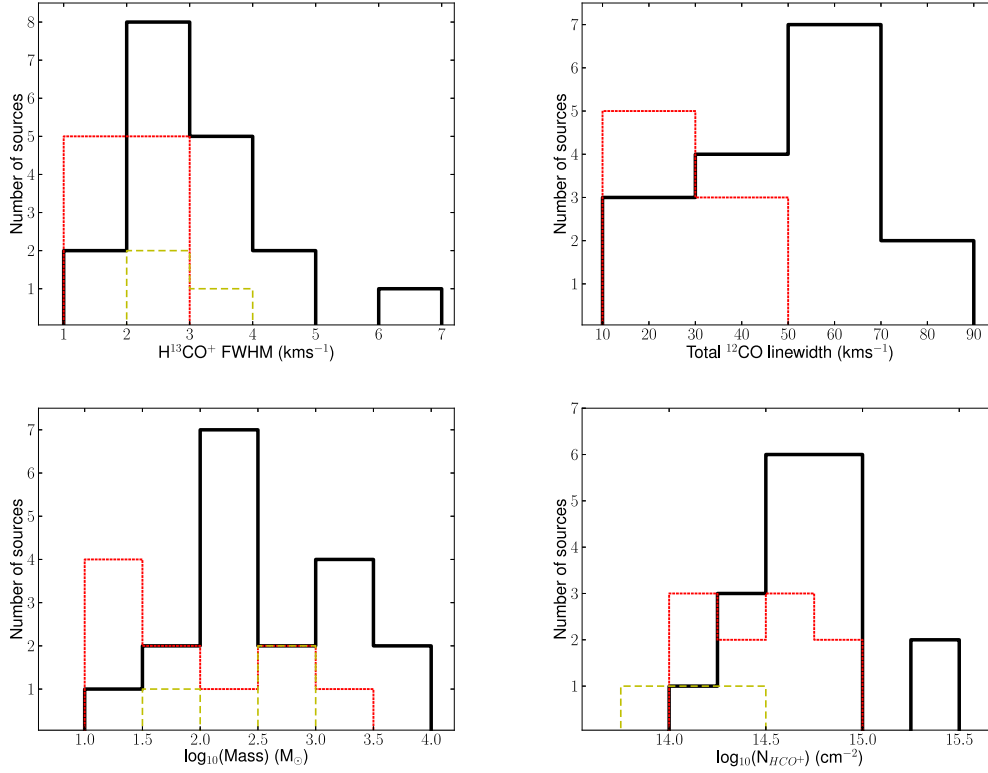 8
7
6
5
4
3
2
1
Number of sources
1 2 3 4 5 6 7
H¹³CO⁺ FWHM (kms⁻¹)
7
6
5
4
3
2
1
Number of sources
10 20 30 40 50 60 70 80 90
Total ¹²CO linewidth (kms⁻¹)
7
6
5
4
3
2
1
Number of sources
1.0 1.5 2.0 2.5 3.0 3.5 4.0
log₁₀(Mass) (M☉)
7
6
5
4
3
2
1
Number of sources
14.0 14.5 15.0 15.5
log₁₀(N_{HCO⁺}) (cm⁻²)